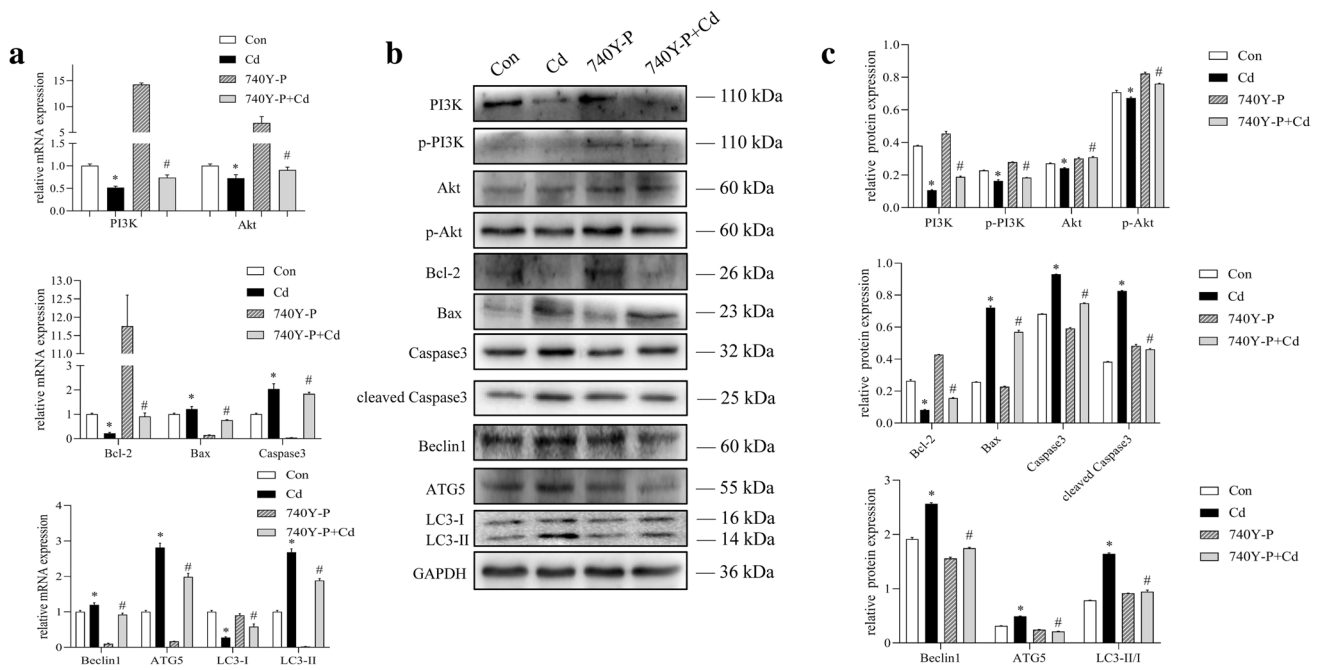 a
Con
Cd
740Y-P
740Y-P+Cd
relative mRNA expression
15
10
5
1.0
0.5
0.0
*
#
*
#
PI3K
Akt
Con
Cd
740Y-P
740Y-P+Cd
relative mRNA expression
13.0
12.5
12.0
11.5
11.0
3
2
1
0
*
#
*
#
*
#
Bcl-2
Bax
Caspase3
Con
Cd
740Y-P
740Y-P+Cd
relative mRNA expression
4
3
2
1
0
*
#
*
#
*
#
*
#
Beclin1
ATG5
LC3-I
LC3-II
b
Con
Cd
740Y-P
740Y-P+Cd
PI3K — 110 kDa
p-PI3K — 110 kDa
Akt — 60 kDa
p-Akt — 60 kDa
Bcl-2 — 26 kDa
Bax — 23 kDa
Caspase3 — 32 kDa
cleaved Caspase3 — 25 kDa
Beclin1 — 60 kDa
ATG5 — 55 kDa
LC3-I — 16 kDa
LC3-II — 14 kDa
GAPDH — 36 kDa
c
Con
Cd
740Y-P
740Y-P+Cd
relative protein expression
1.0
0.8
0.6
0.4
0.2
0.0
*
#
*
#
*
#
*
#
PI3K
p-PI3K
Akt
p-Akt
Con
Cd
740Y-P
740Y-P+Cd
relative protein expression
1.0
0.8
0.6
0.4
0.2
0.0
*
#
*
#
*
#
*
#
Bcl-2
Bax
Caspase3
cleaved Caspase3
Con
Cd
740Y-P
740Y-P+Cd
relative protein expression
3
2
1
0
*
#
*
#
*
#
Beclin1
ATG5
LC3-II/I